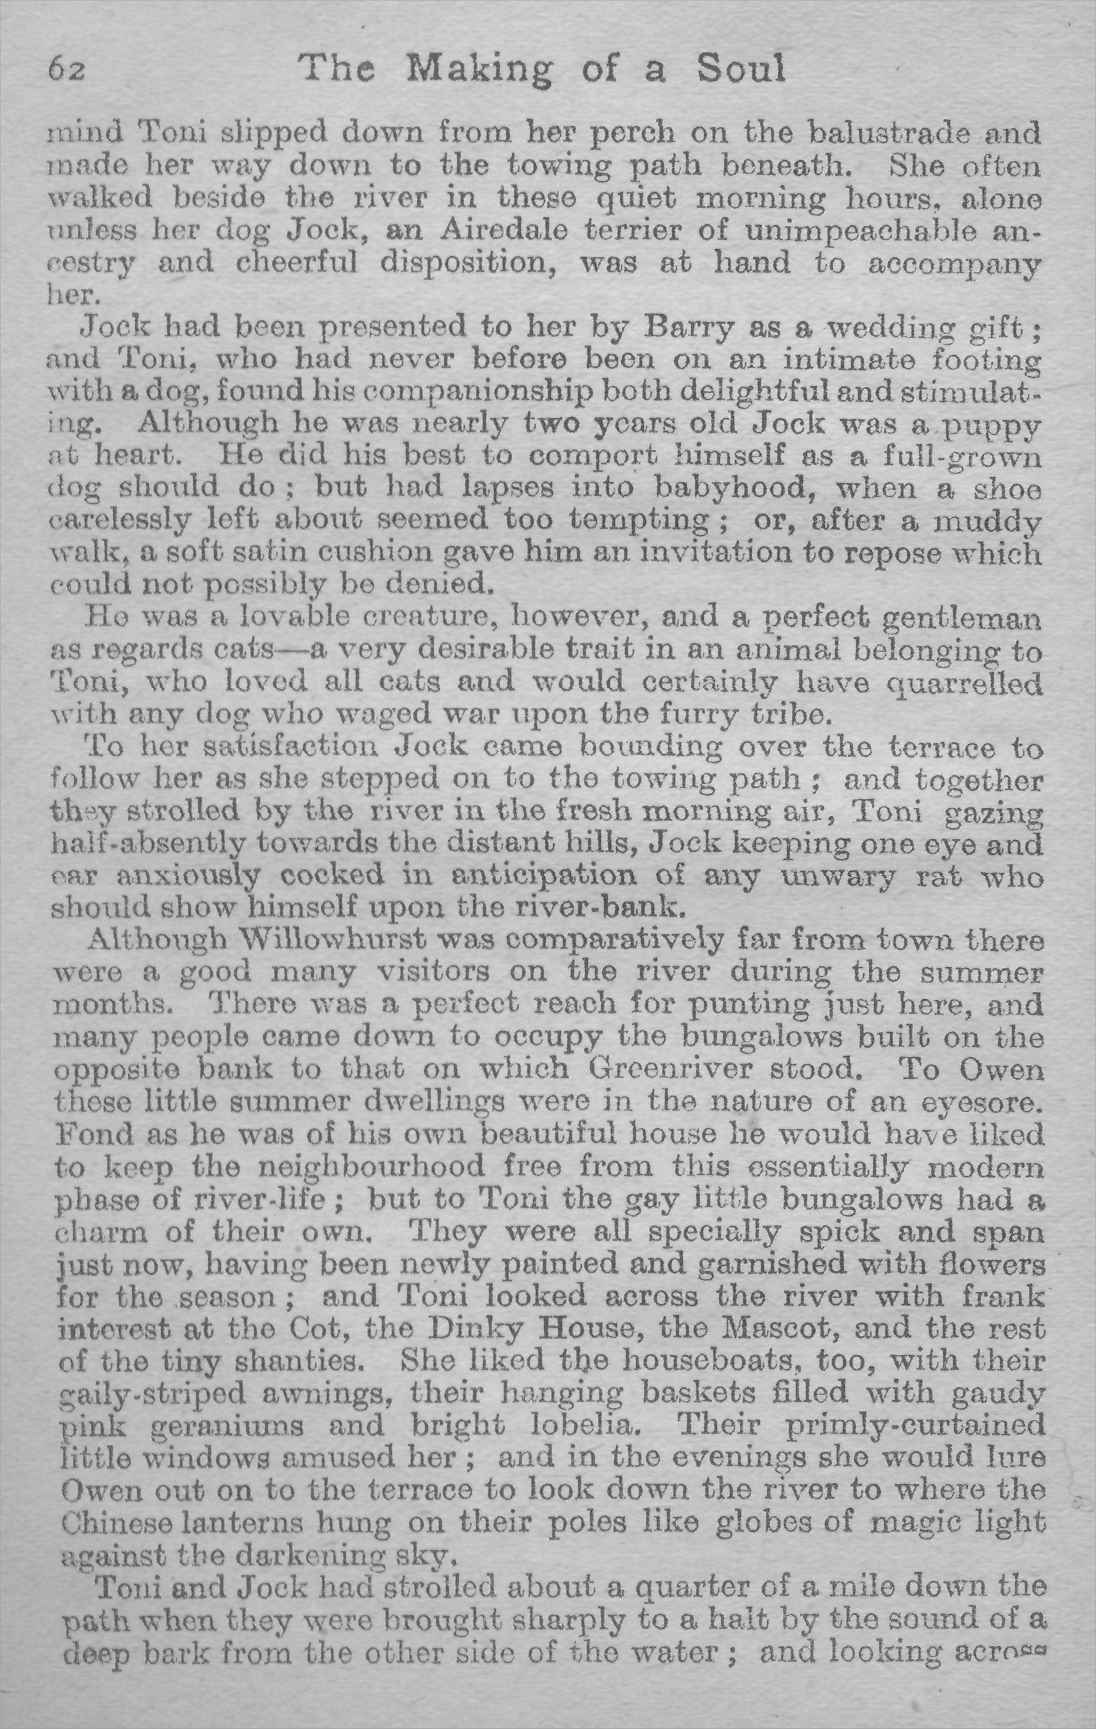 62 The Making of a Soul
mind Toni slipped down from her perch on the balustrade and
made her way down to the towing path beneath. She often
walked beside the river in these quiet morning hours, alone
unless her dog Jock, an Airedale terrier of unimpeachable an-
cestry and cheerful disposition, was at hand to accompany
her.
Jock had been presented to her by Barry as a wedding gift ;
and Toni, who had never before been on an intimate footing
with a dog, found his companionship both delightful and stimulat-
ing. Although he was nearly two years old Jock was a puppy
at heart. He did his best to comport himself as a full-grown
dog should do ; but had lapses into babyhood, when a shoe
carelessly left about seemed too tempting ; or, after a muddy
walk, a soft satin cushion gave him an invitation to repose which
could not possibly be denied.
He was a lovable creature, however, and a perfect gentleman
as regards cats—a very desirable trait in an animal belonging to
Toni, who loved all cats and would certainly have quarrelled
with any dog who waged war upon the furry tribe.
To her satisfaction Jock came bounding over the terrace to
follow her as she stepped on to the towing path ; and together
they strolled by the river in the fresh morning air, Toni gazing
half-absently towards the distant hills, Jock keeping one eye and
ear anxiously cocked in anticipation of any unwary rat who
should show himself upon the river-bank.
Although Willowhurst was comparatively far from town there
were a good many visitors on the river during the summer
months. There was a perfect reach for punting just here, and
many people came down to occupy the bungalows built on the
opposite bank to that on which Greenriver stood. To Owen
these little summer dwellings were in the nature of an eyesore.
Fond as he was of his own beautiful house he would have liked
to keep the neighbourhood free from this essentially modern
phase of river-life ; but to Toni the gay little bungalows had a
charm of their own. They were all specially spick and span
just now, having been newly painted and garnished with flowers
for the season ; and Toni looked across the river with frank
interest at the Cot, the Dinky House, the Mascot, and the rest
of the tiny shanties. She liked the houseboats, too, with their
gaily-striped awnings, their hanging baskets filled with gaudy
pink geraniums and bright lobelia. Their primly-curtained
little windows amused her ; and in the evenings she would lure
Owen out on to the terrace to look down the river to where the
Chinese lanterns hung on their poles like globes of magic light
against the darkening sky.
Toni and Jock had strolled about a quarter of a mile down the
path when they were brought sharply to a halt by the sound of a
deep bark from the other side of the water ; and looking across